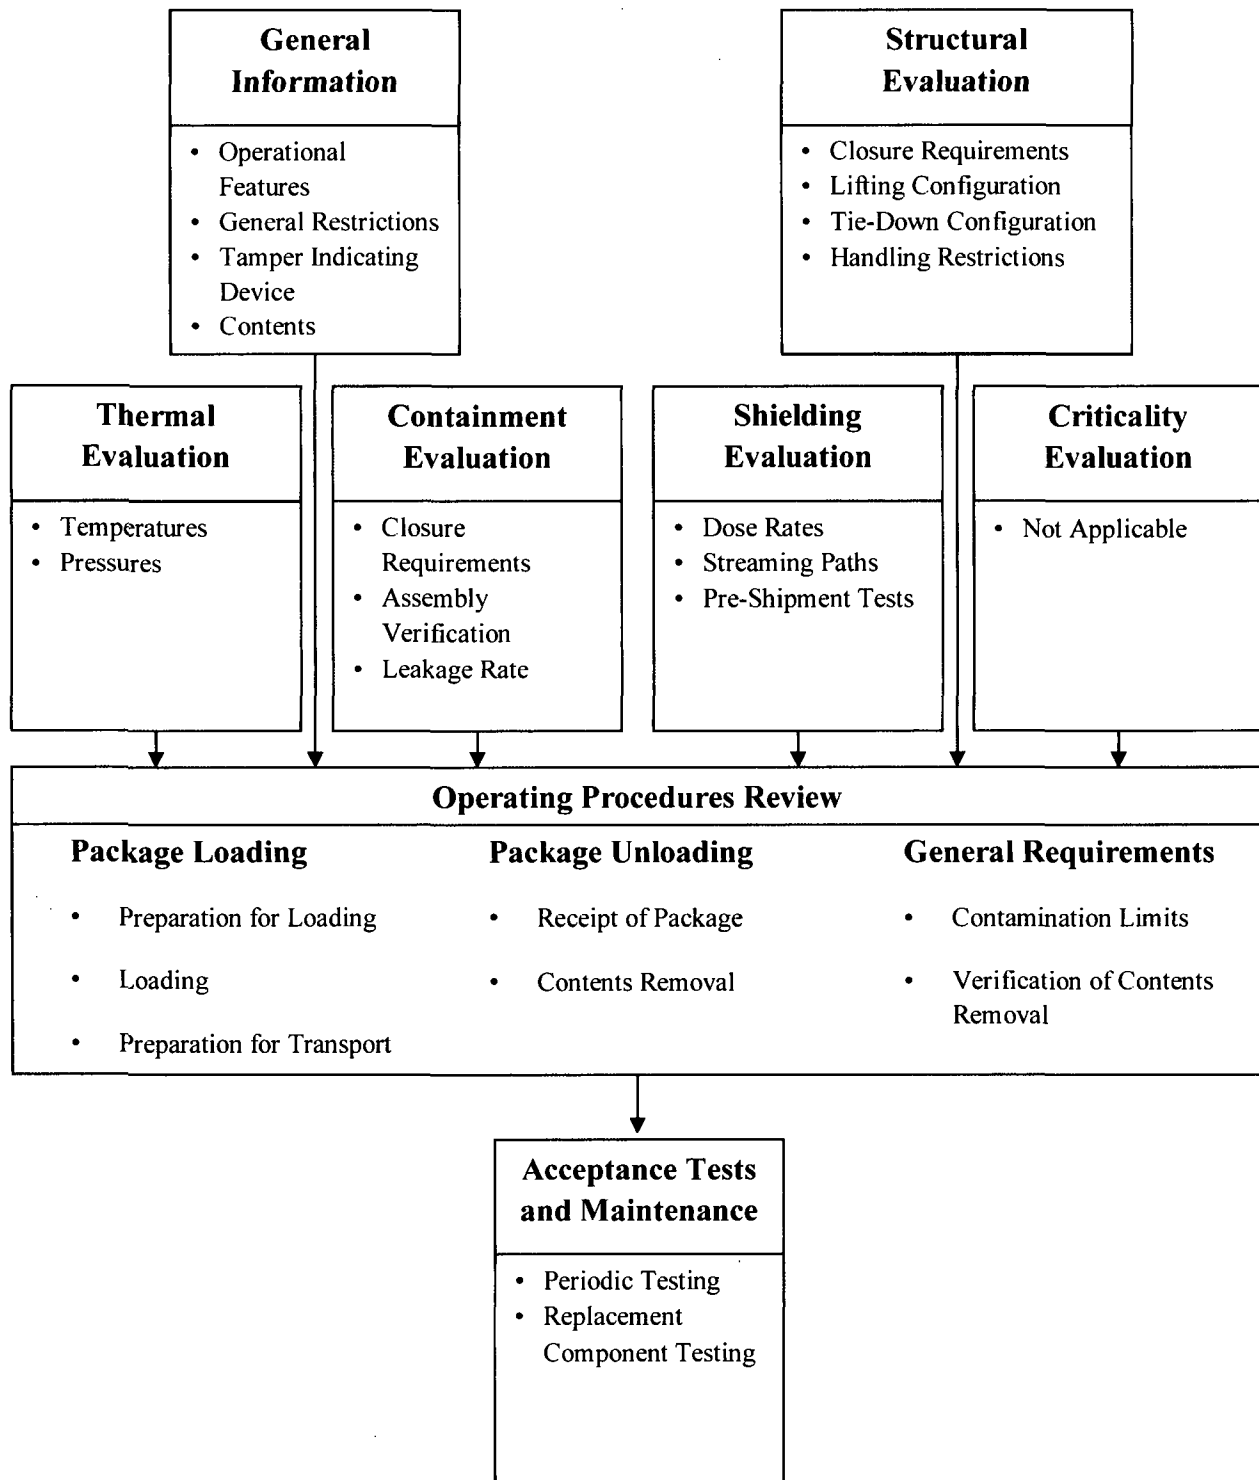 General
Information
• Operational
Features
• General Restrictions
• Tamper Indicating
Device
• Contents
Structural
Evaluation
• Closure Requirements
• Lifting Configuration
• Tie-Down Configuration
• Handling Restrictions
Thermal
Evaluation
• Temperatures
• Pressures
Containment
Evaluation
• Closure
Requirements
• Assembly
Verification
• Leakage Rate
Shielding
Evaluation
• Dose Rates
• Streaming Paths
• Pre-Shipment Tests
Criticality
Evaluation
• Not Applicable
Operating Procedures Review
Package Loading
• Preparation for Loading
• Loading
• Preparation for Transport
Package Unloading
• Receipt of Package
• Contents Removal
General Requirements
• Contamination Limits
• Verification of Contents
Removal
Acceptance Tests
and Maintenance
• Periodic Testing
• Replacement
Component Testing